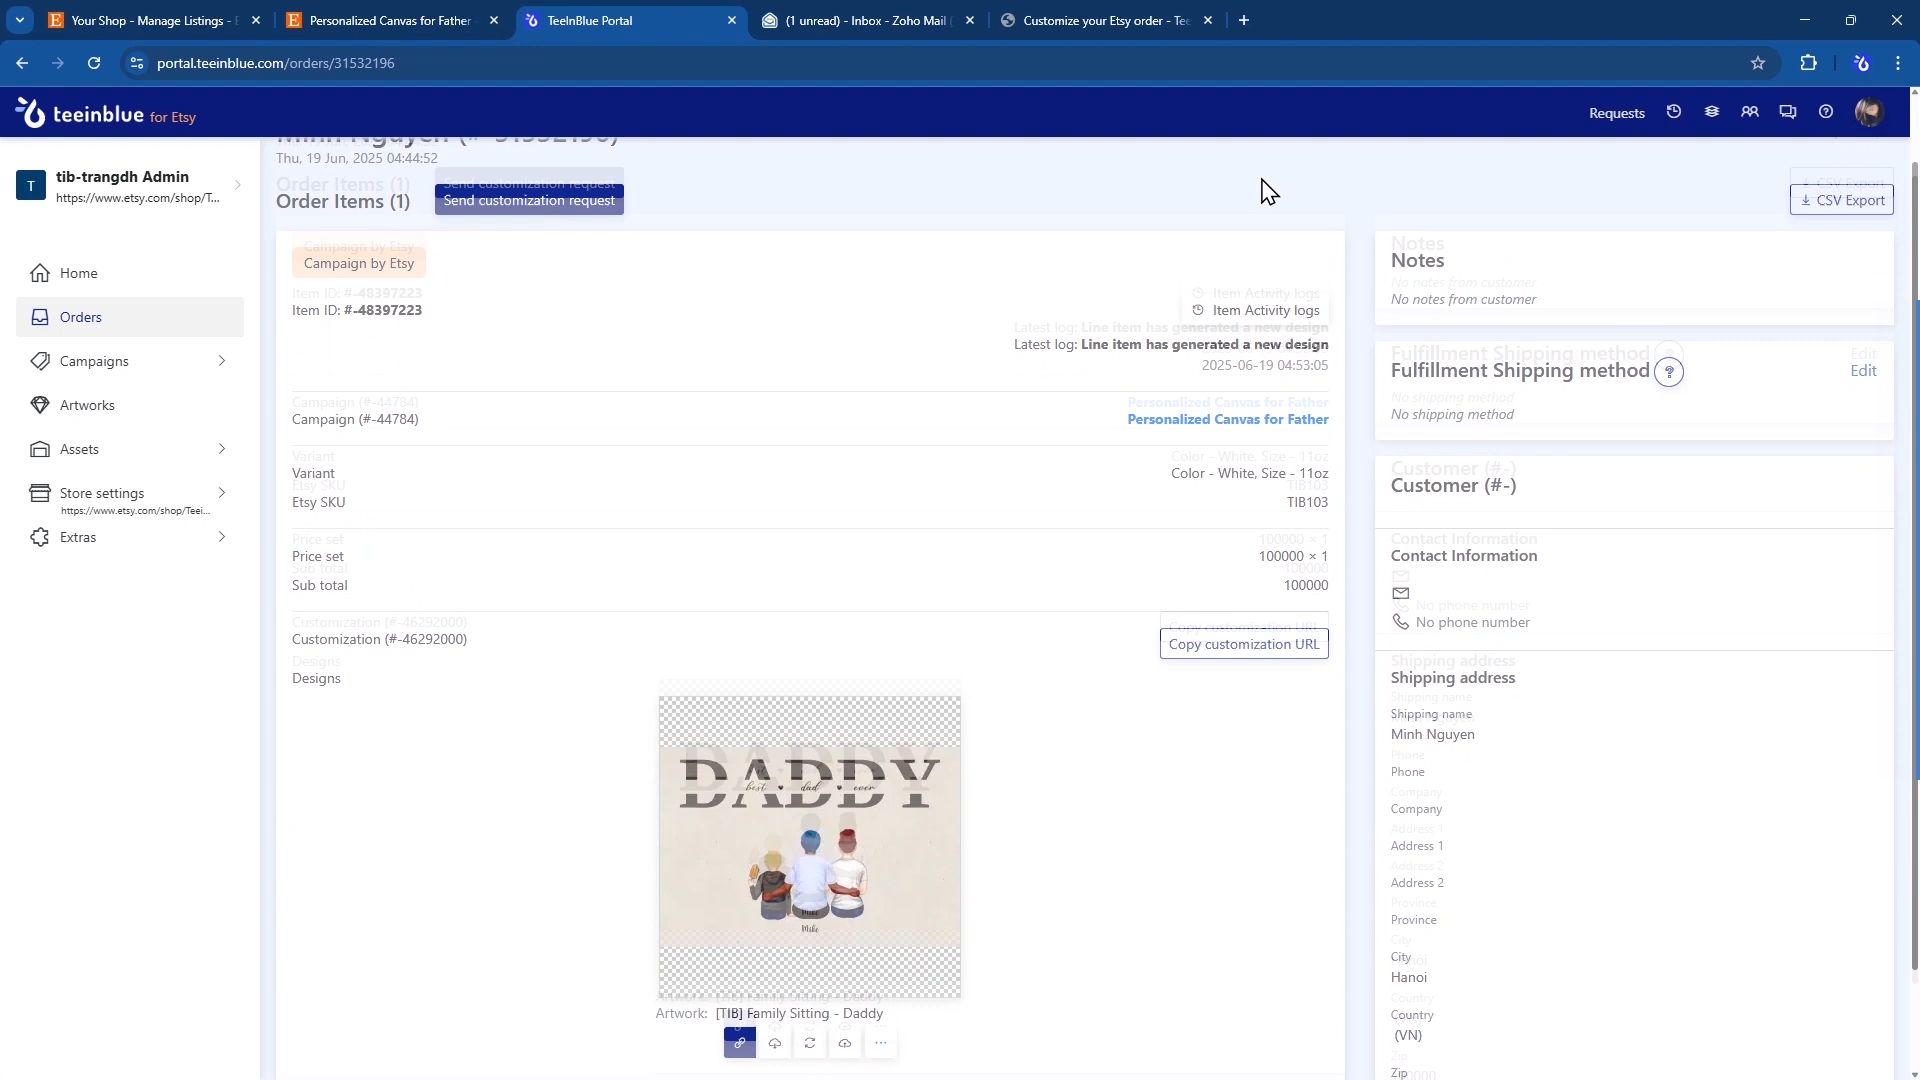 Your Shop - Manage Listings - E
Personalized Canvas for Father
TeeInBlue Portal
(1 unread) - Inbox - Zoho Mail (
Customize your Etsy order - Tee
portal.teeinblue.com/orders/31532196
teeinblue for Etsy
Requests
tib-trangdh Admin
https://www.etsy.com/shop/T...
T
Home
Orders
Campaigns
Artworks
Assets
Store settings
https://www.etsy.com/shop/Teei...
Extras
Minh Nguyen (#-31532196)
Thu, 19 Jun, 2025 04:44:52
Order Items (1)
Send customization request
CSV Export
Campaign by Etsy
Item ID: #-48397223
Item Activity logs
Latest log: Line item has generated a new design
2025-06-19 04:53:05
Campaign (#-44784)
Personalized Canvas for Father
Variant
Color - White, Size - 11oz
Etsy SKU
TIB103
Price set
100000 × 1
Sub total
100000
Customization (#-46292000)
Copy customization URL
Designs
DADDY
best dad ever
Mike
Artwork: [TIB] Family Sitting - Daddy
Notes
No notes from customer
Fulfillment Shipping method
?
Edit
No shipping method
Customer (#-)
Contact Information
No phone number
Shipping address
Shipping name
Minh Nguyen
Phone
Company
Address 1
Address 2
Province
City
Hanoi
Country
(VN)
Zip